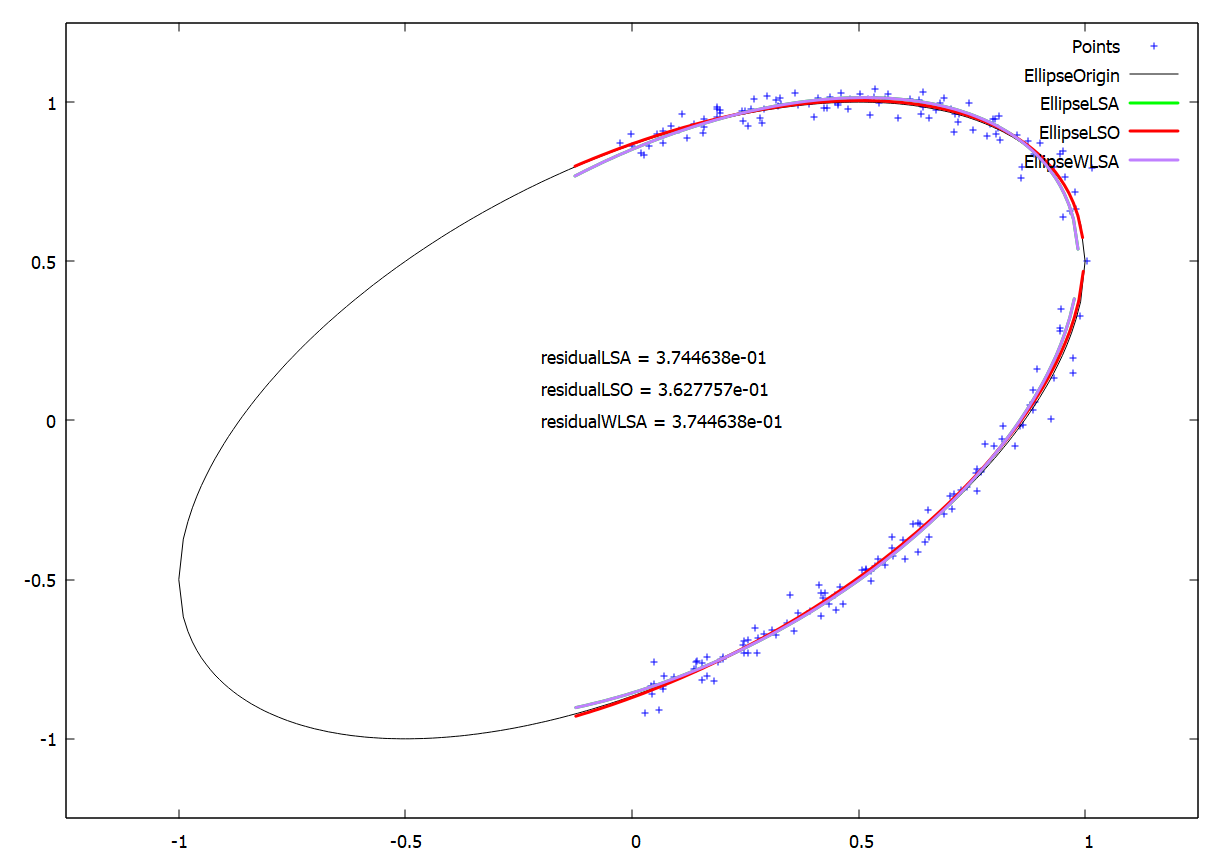 Points
EllipseOrigin
EllipseLSA
EllipseLSO
EllipseWLSA
1
0.5
0
-0.5
-1
residualLSA = 3.744638e-01
residualLSO = 3.627757e-01
residualWLSA = 3.744638e-01
-1
-0.5
0
0.5
1